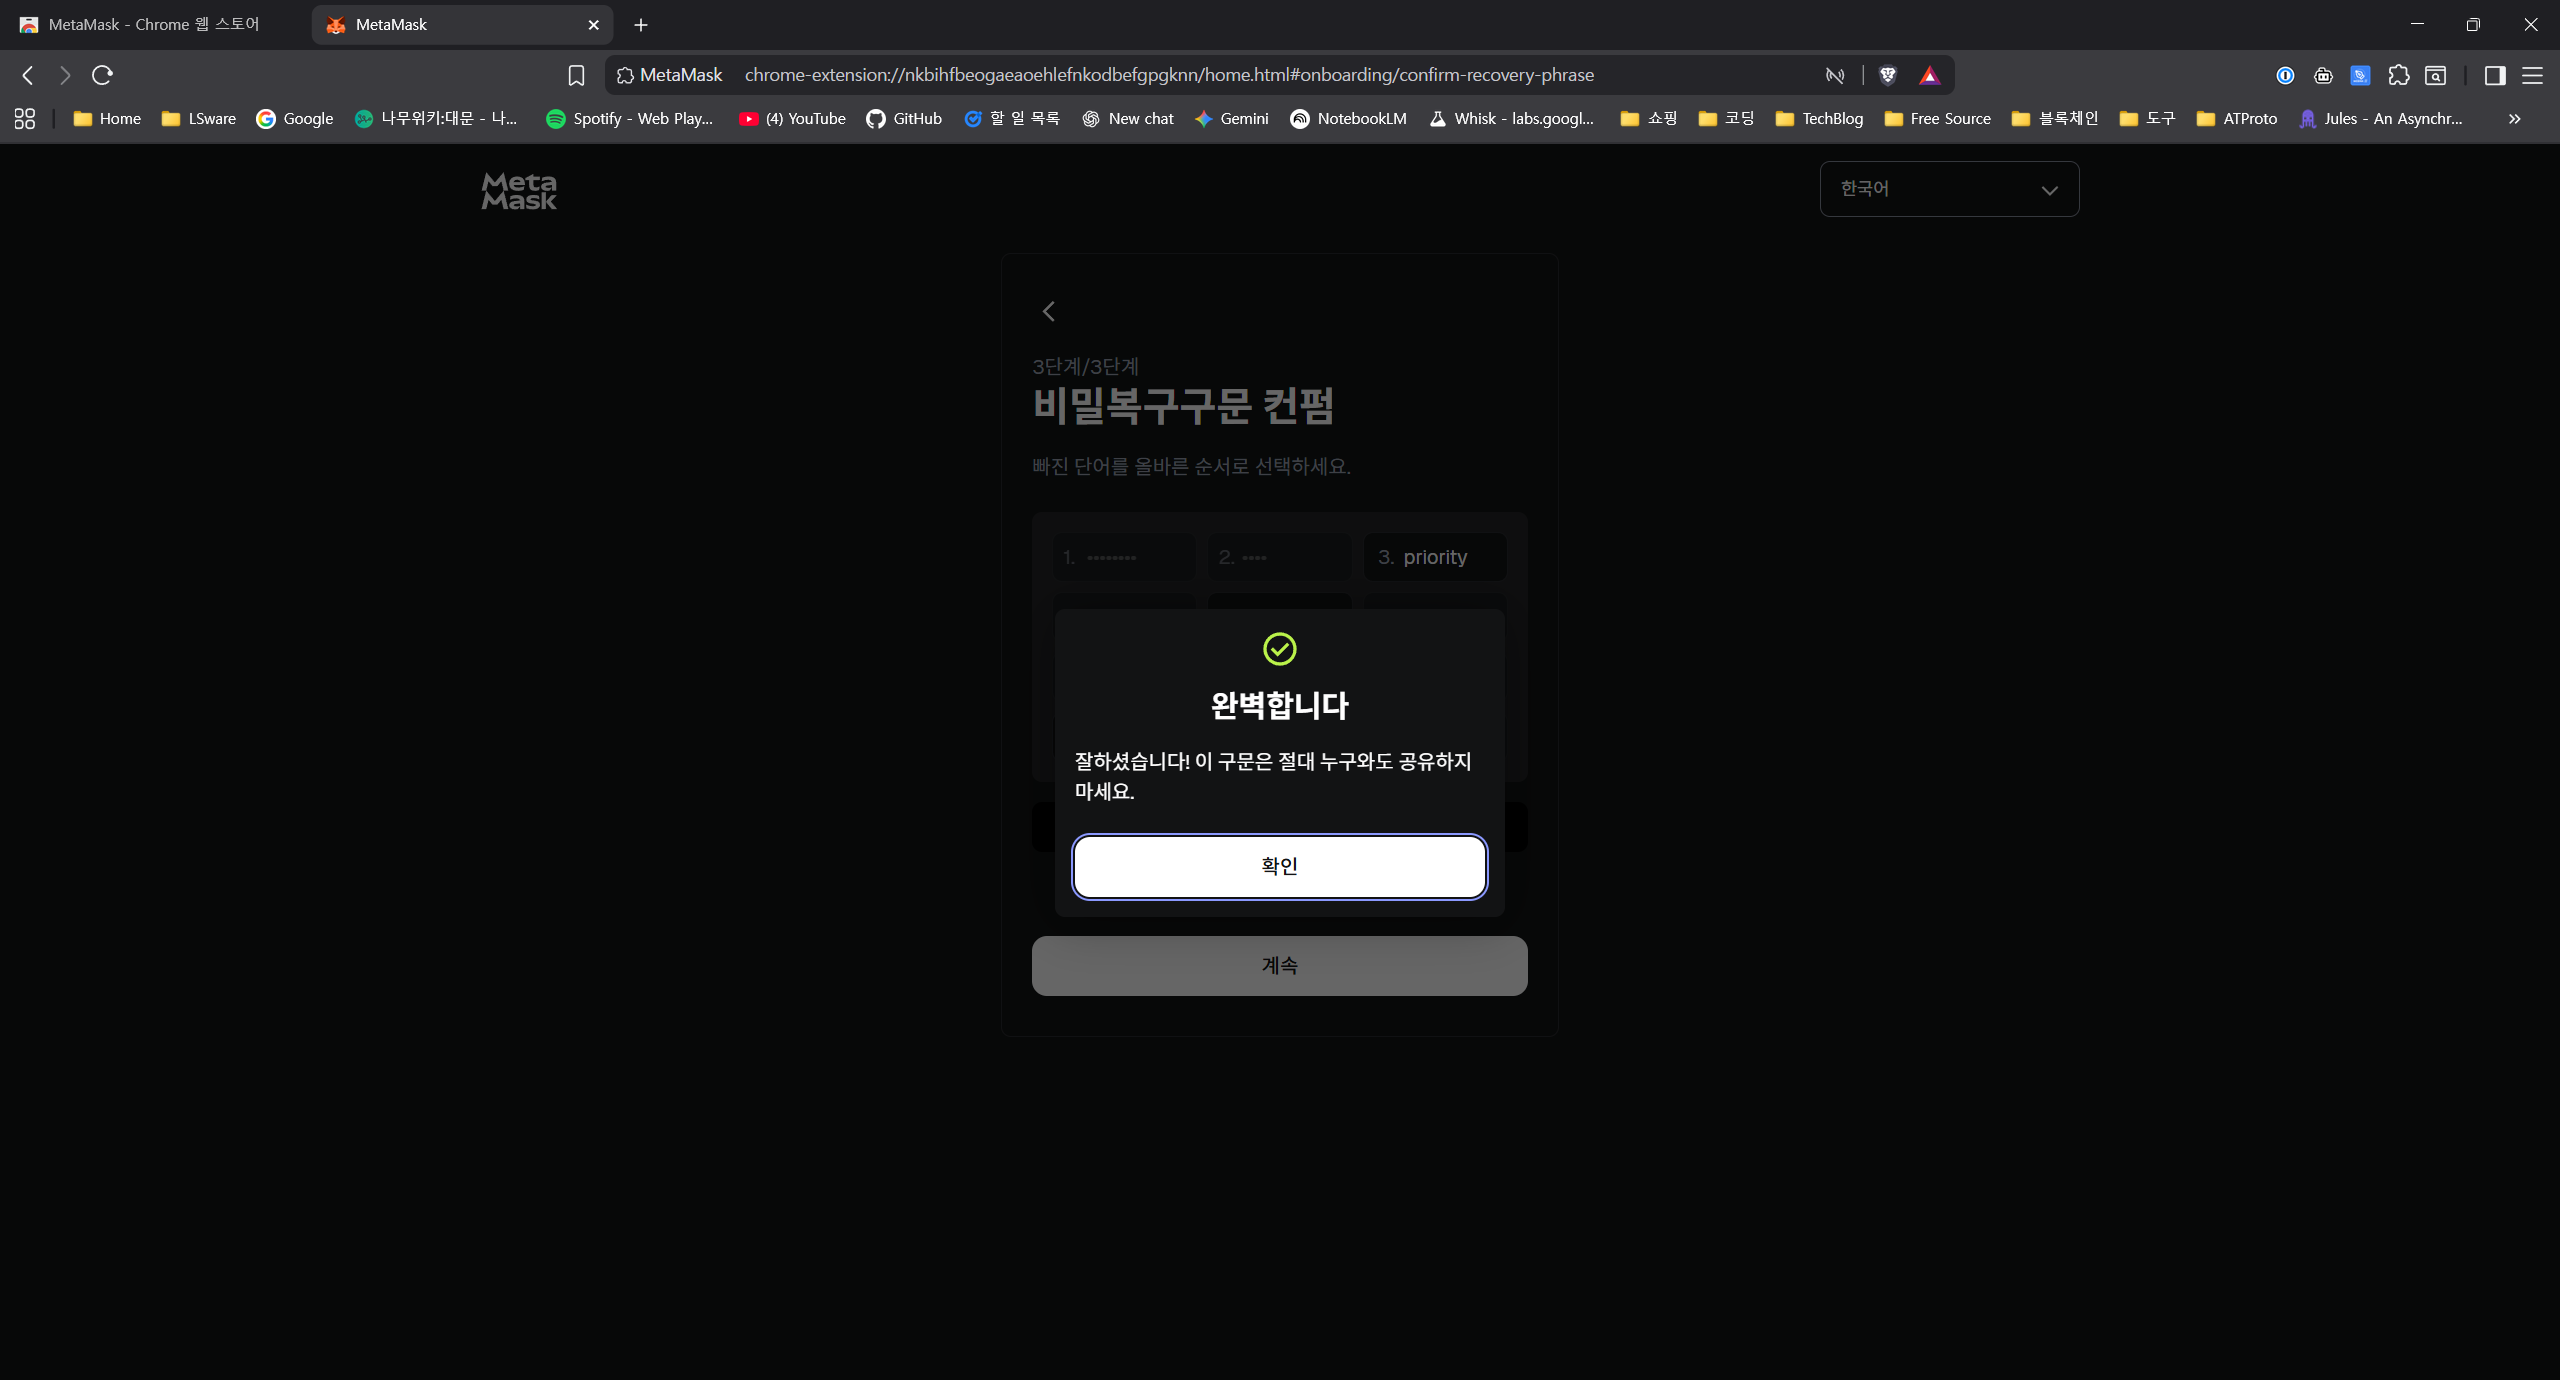 MetaMask - Chrome 웹 스토어
MetaMask
MetaMask chrome-extension://nkbihfbeogaeaoehlefnkodbefgpgknn/home.html#onboarding/confirm-recovery-phrase
Home LSware Google 나무위키:대문 - 나... Spotify - Web Play... (4) YouTube GitHub 할 일 목록 New chat Gemini NotebookLM Whisk - labs.googl... 쇼핑 코딩 TechBlog Free Source 블록체인 도구 ATProto Jules - An Asynchr...
Meta
Mask
한국어
3단계/3단계
비밀복구구문 컨펌
빠진 단어를 올바른 순서로 선택하세요.
1. ••••••••
2. ••••
3. priority
완벽합니다
잘하셨습니다! 이 구문은 절대 누구와도 공유하지
마세요.
확인
계속